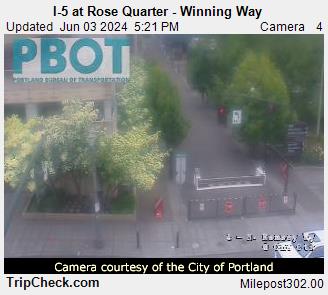 I-5 at Rose Quarter - Winning Way
Updated Jun 03 2024 5:21 PM Camera 4
PBOT
PORTLAND BUREAU OF TRANSPORTATION
Camera courtesy of the City of Portland
TripCheck.com Milepost302.00